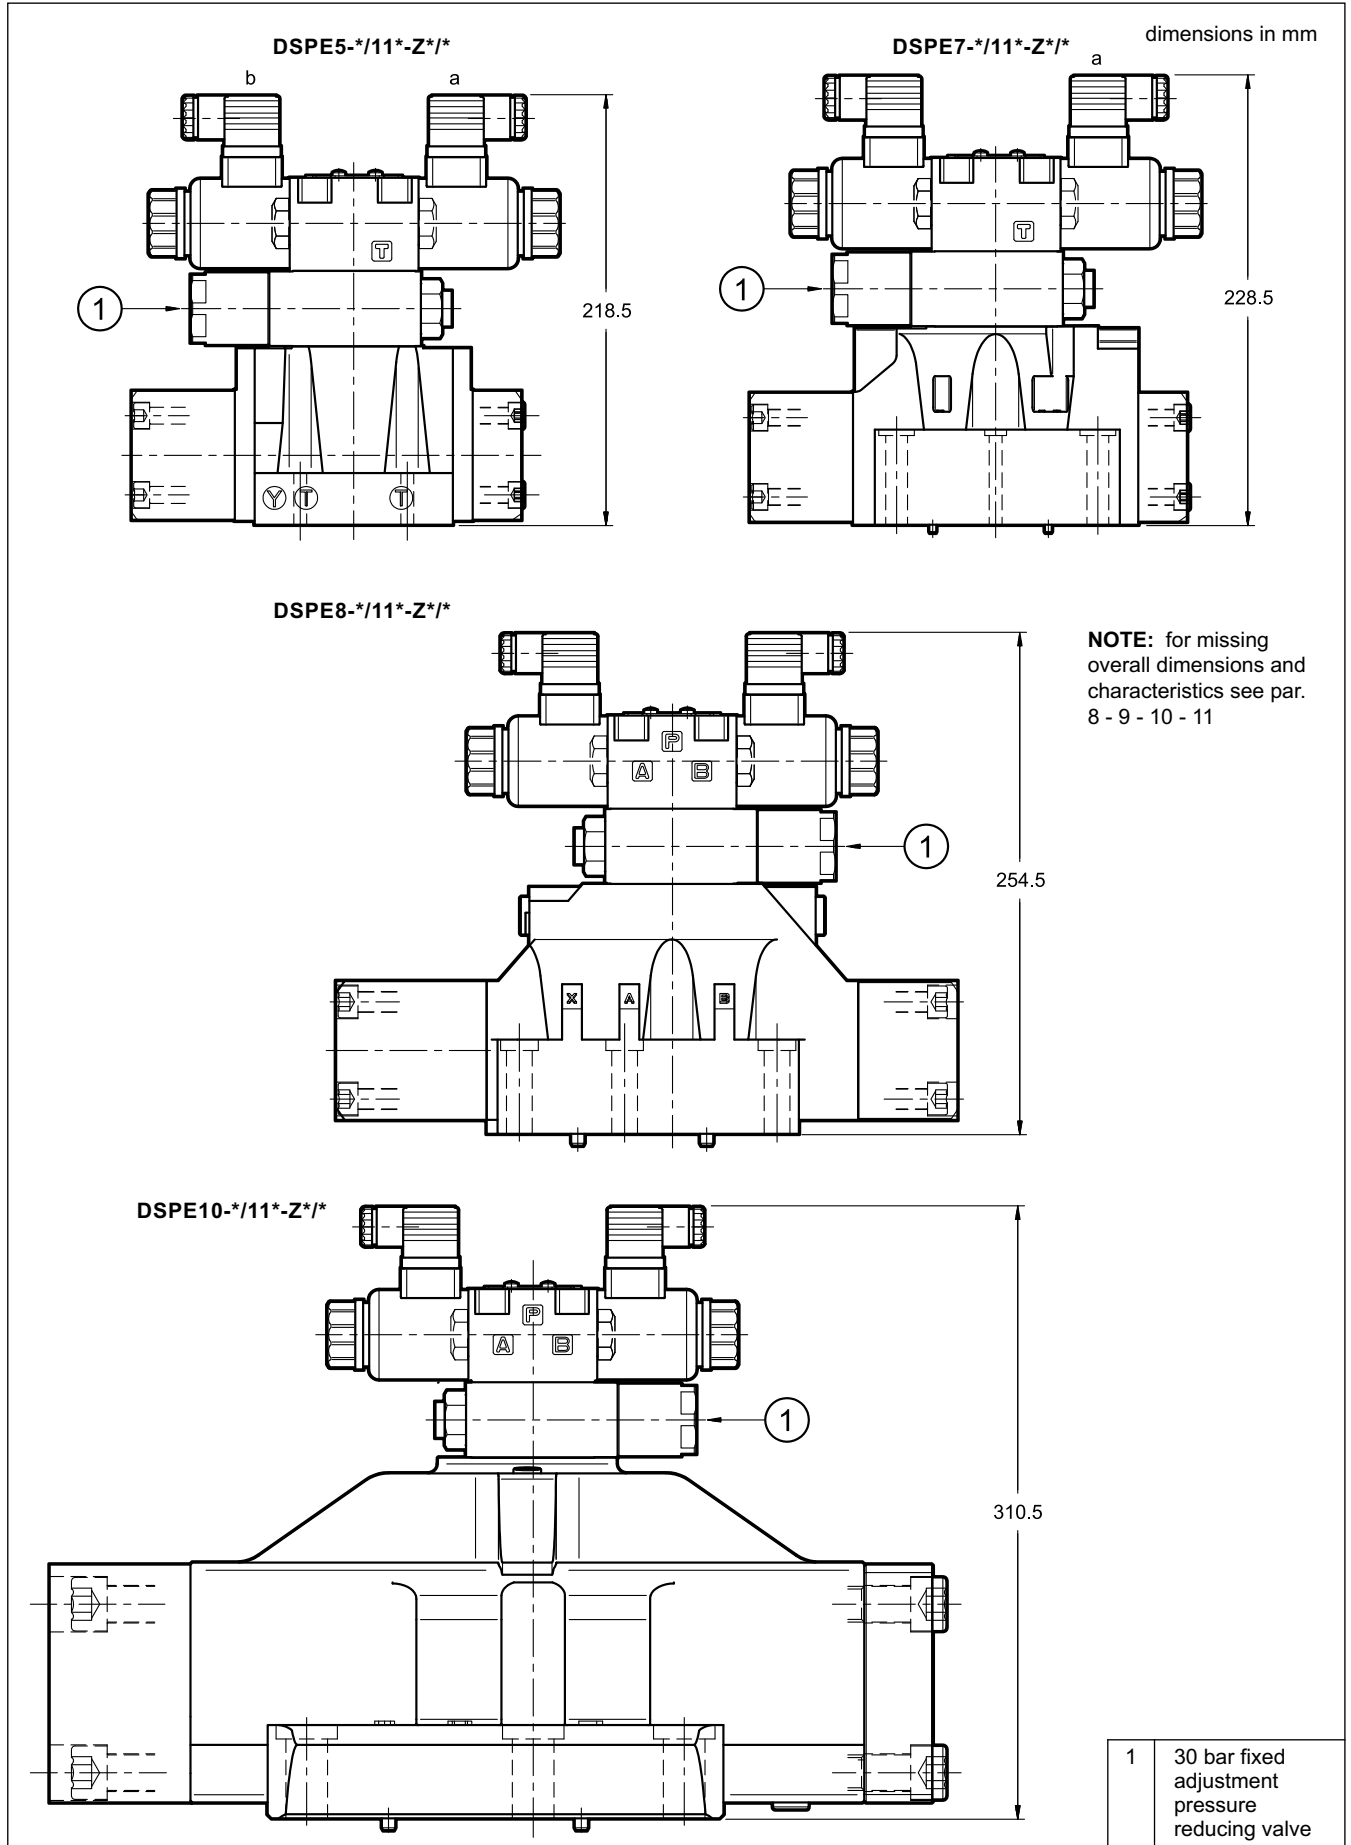 dimensions in mm
DSPE5-*/11*-Z*/*
b
a
T
1
218.5
Y T T
DSPE7-*/11*-Z*/*
a
T
1
228.5
DSPE8-*/11*-Z*/*
P
A B
1
254.5
X A B
NOTE: for missing
overall dimensions and
characteristics see par.
8 - 9 - 10 - 11
DSPE10-*/11*-Z*/*
P
A B
1
310.5
1 30 bar fixed
adjustment
pressure
reducing valve